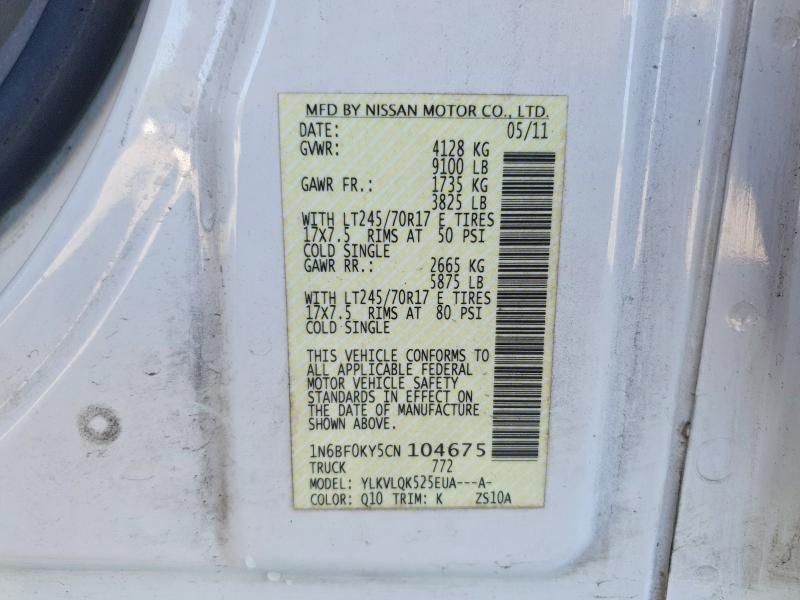 MFD BY NISSAN MOTOR CO., LTD.
DATE: 05/11
GVWR: 4128 KG
9100 LB
GAWR FR.: 1735 KG
3825 LB
WITH LT245/70R17 E TIRES
17X7.5 RIMS AT 50 PSI
COLD SINGLE
GAWR RR.: 2665 KG
5875 LB
WITH LT245/70R17 E TIRES
17X7.5 RIMS AT 80 PSI
COLD SINGLE
THIS VEHICLE CONFORMS TO
ALL APPLICABLE FEDERAL
MOTOR VEHICLE SAFETY
STANDARDS IN EFFECT ON
THE DATE OF MANUFACTURE
SHOWN ABOVE.
1N6BF0KY5CN 104675
TRUCK 772
MODEL: YLKVLQK525EUA---A-
COLOR: Q10 TRIM: K ZS10A